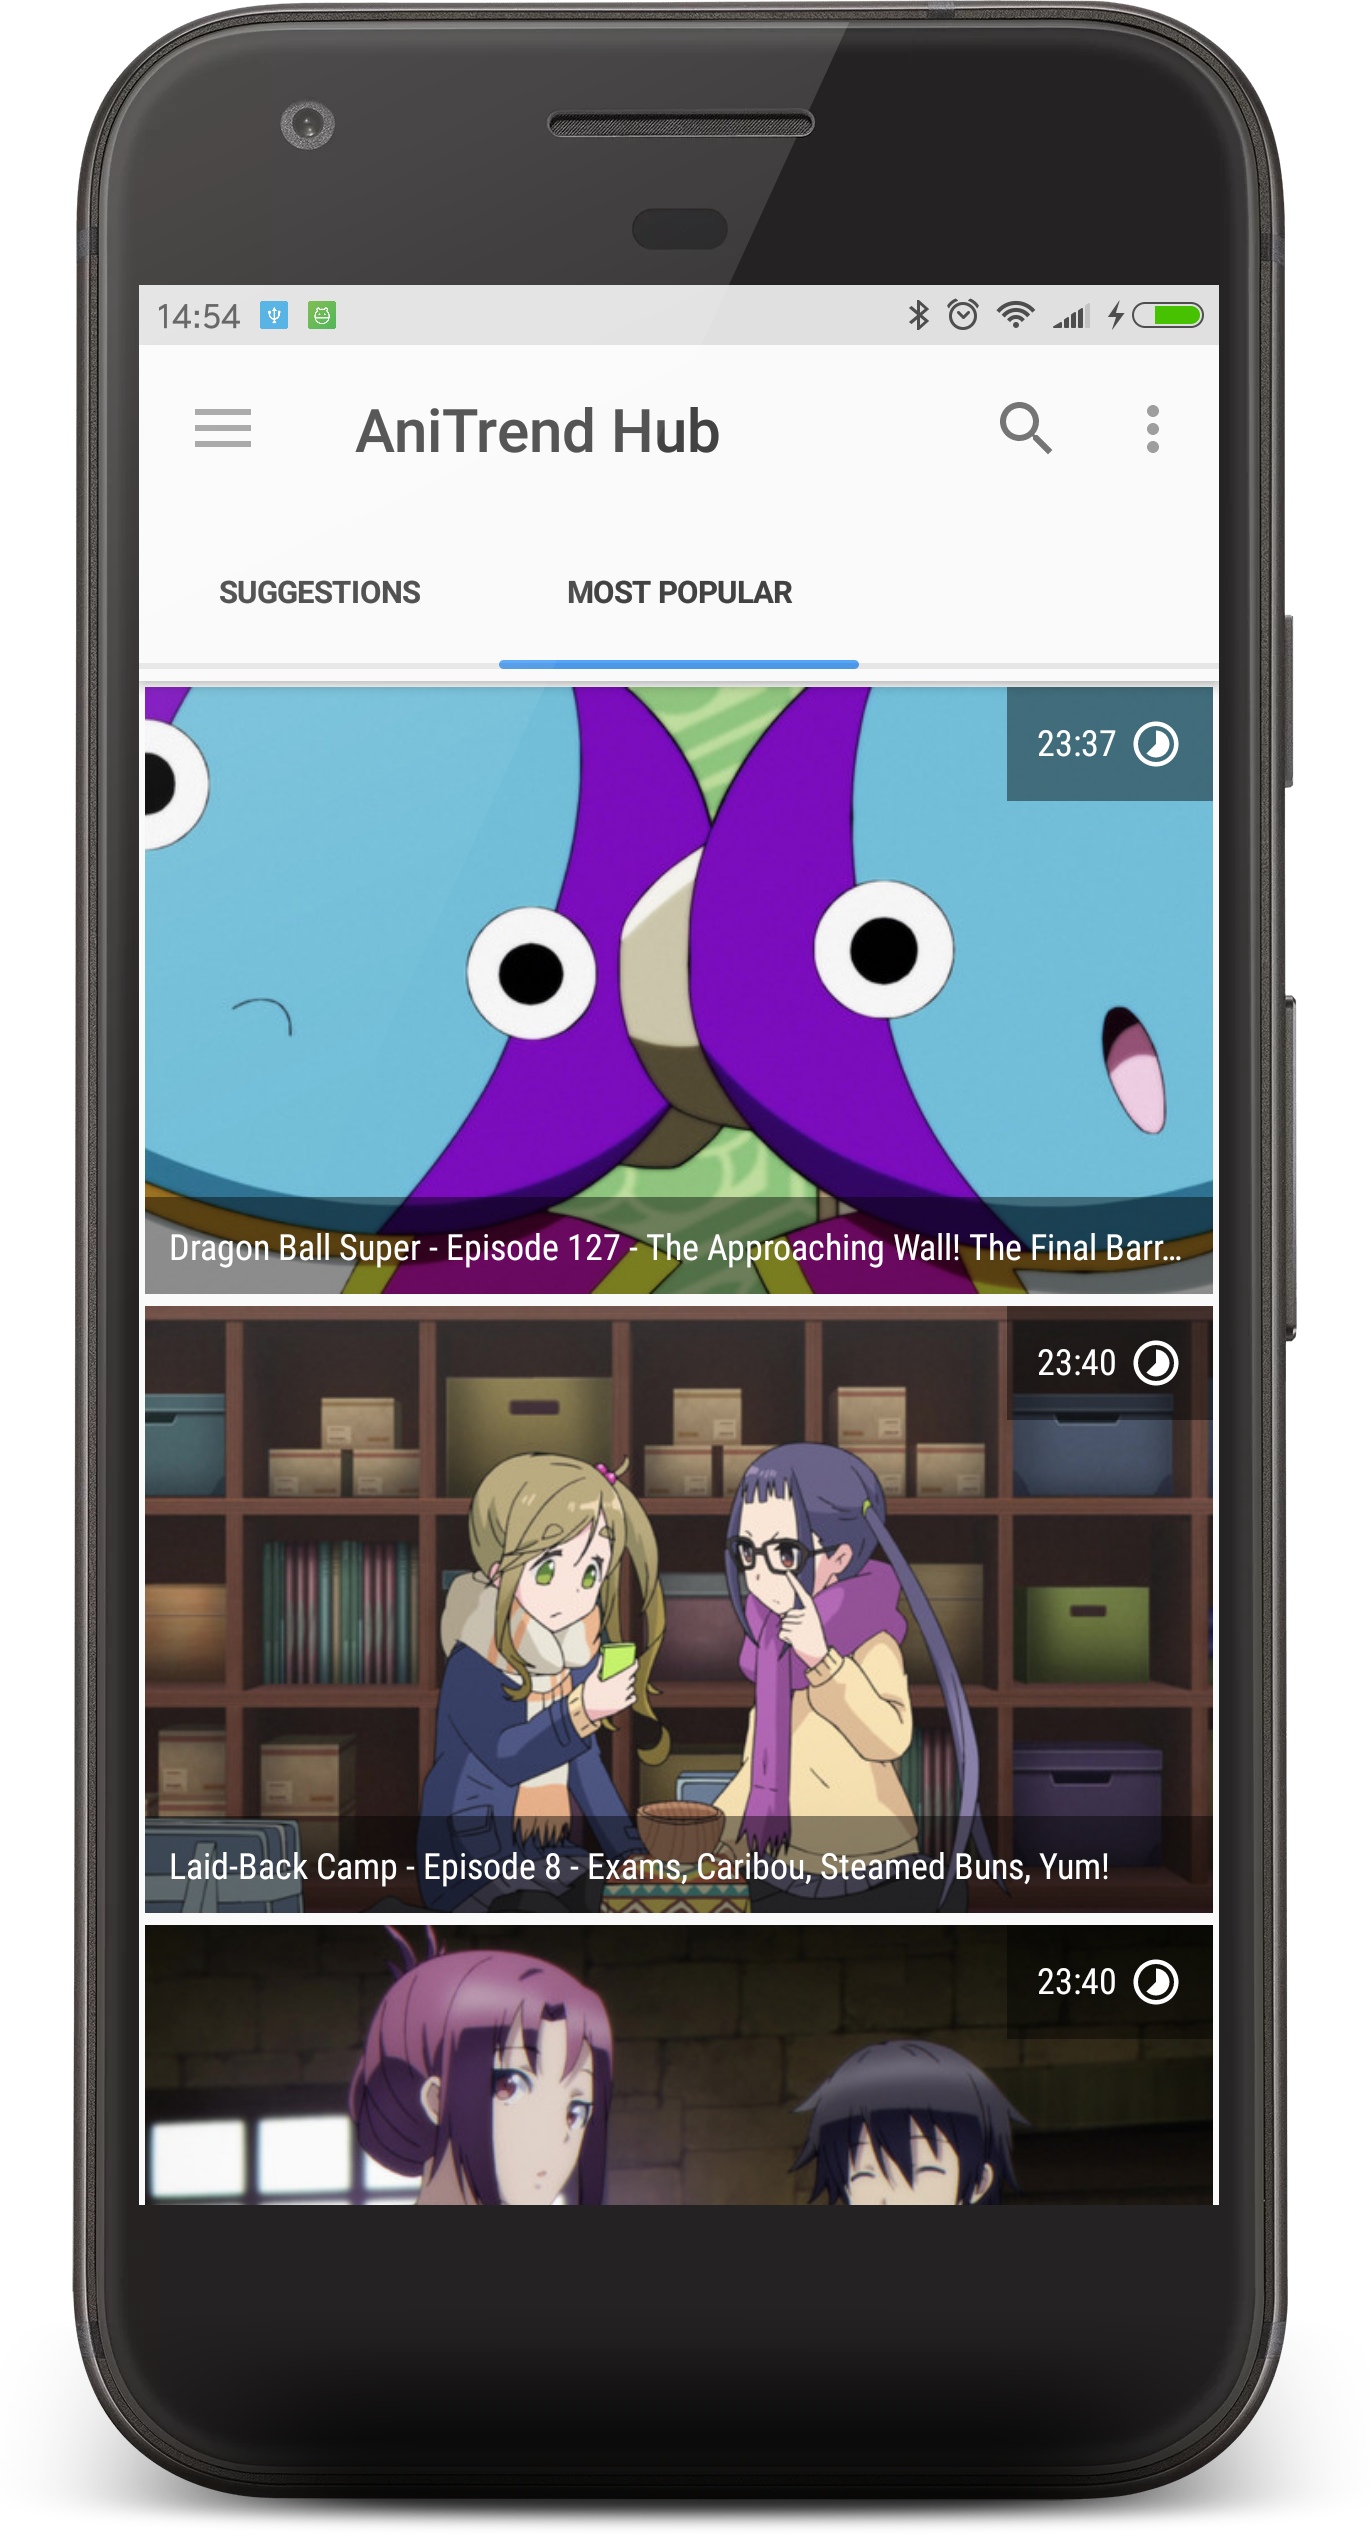 14:54
AniTrend Hub
SUGGESTIONS MOST POPULAR
23:37
Dragon Ball Super - Episode 127 - The Approaching Wall! The Final Barr...
23:40
Laid-Back Camp - Episode 8 - Exams, Caribou, Steamed Buns, Yum!
23:40